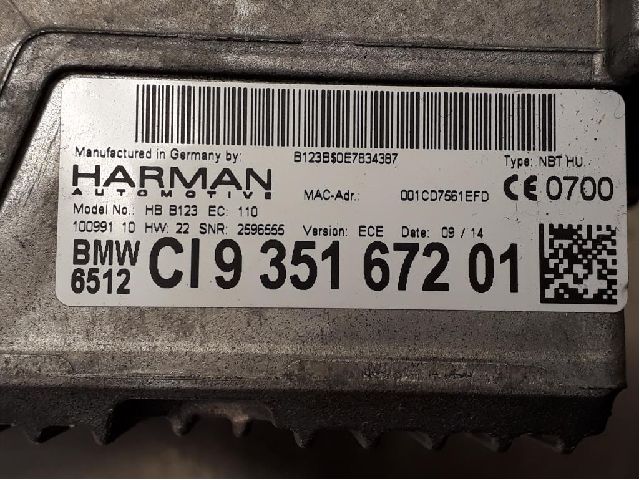 Manufactured in Germany by: B123B$0E7834387 Type: NBT HU
HARMAN
AUTOMOTIVE MAC-Adr.: 001CD7561EFD CE 0700
Model No.: HB B123 EC: 110
100991 10 HW: 22 SNR: 2596555 Version: ECE Date: 09 / 14
BMW
6512 CI 9 351 672 01